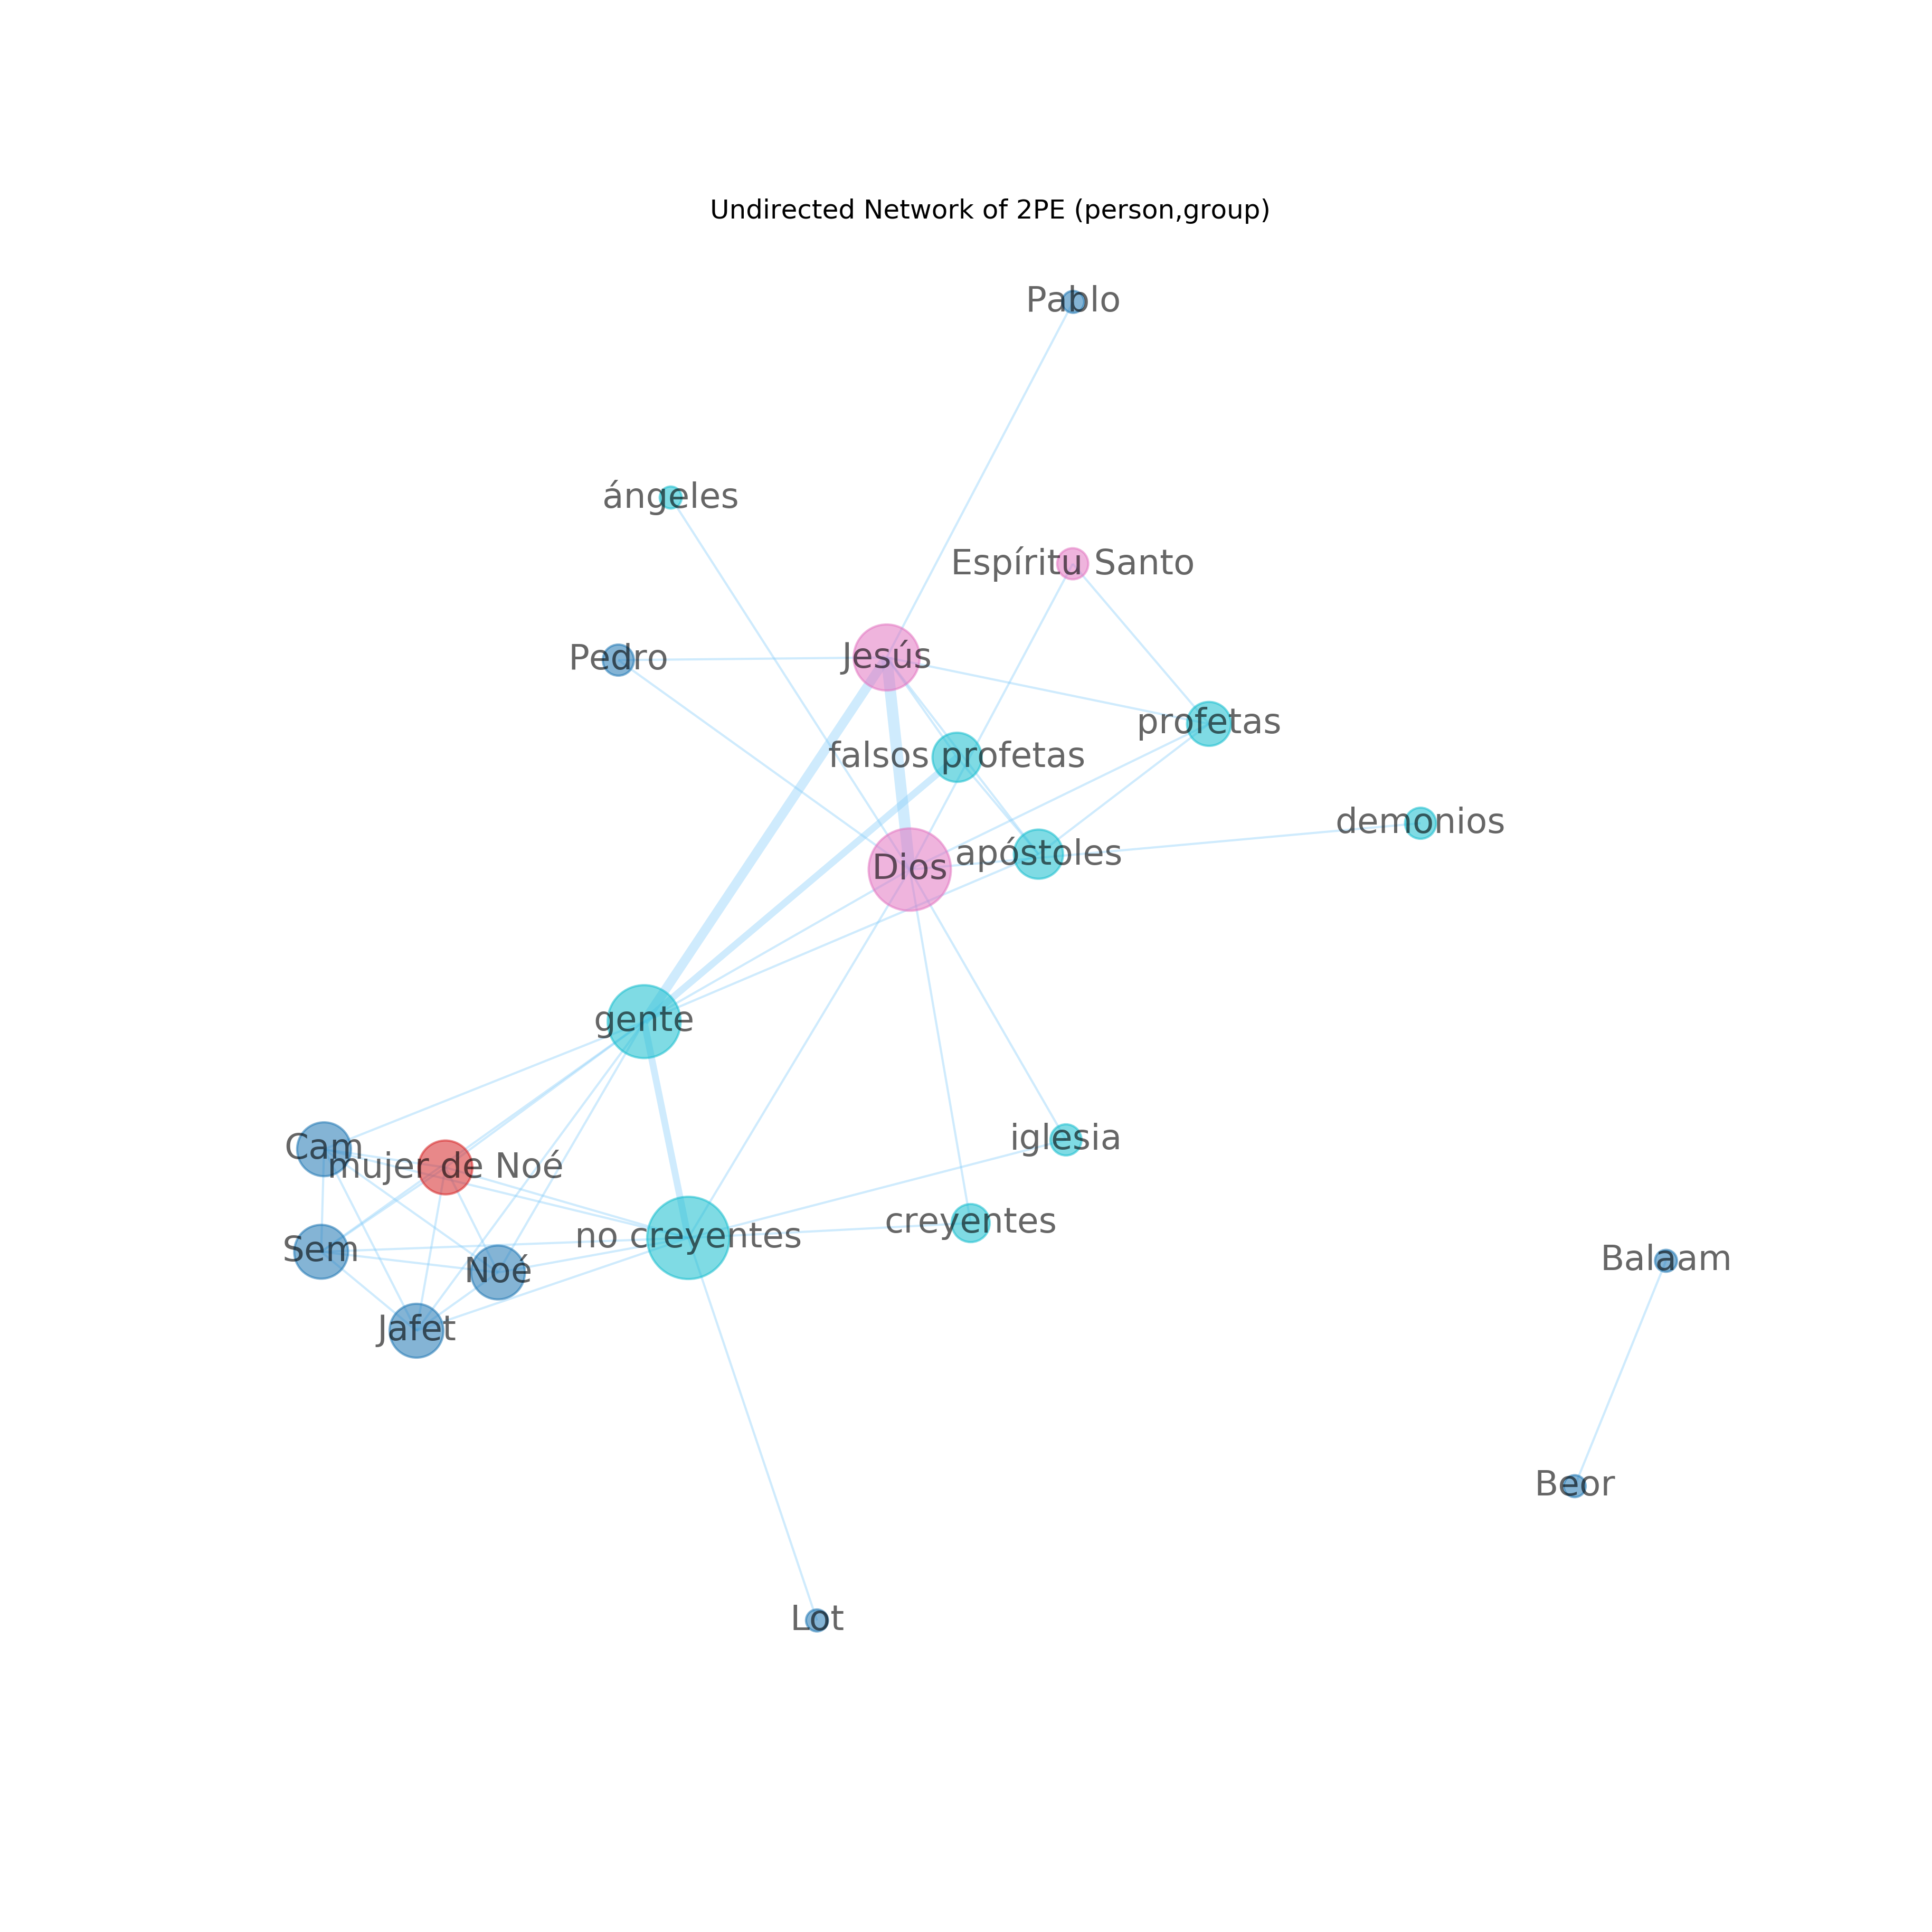 Undirected Network of 2PE (person,group)
Pablo
ángeles
Espíritu Santo
Jesús
Pedro
profetas
falsos profetas
demonios
apóstoles
Dios
gente
iglesia
Cam
mujer de Noé
creyentes
no creyentes
Sem
Balaam
Noé
Jafet
Beor
Lot